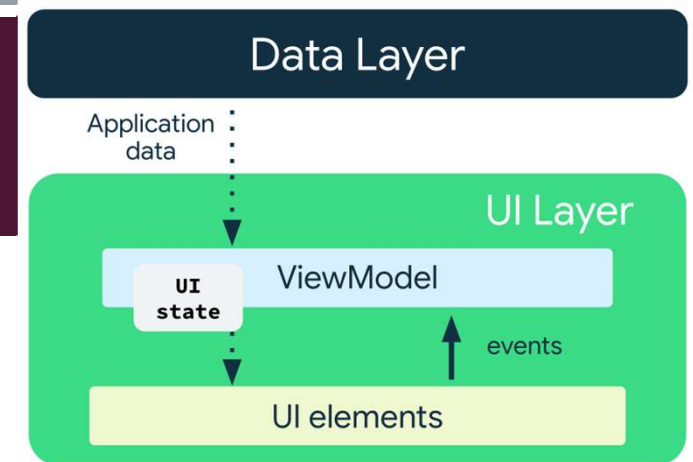 Data Layer
Application
data
UI Layer
ViewModel
UI
state
events
UI elements